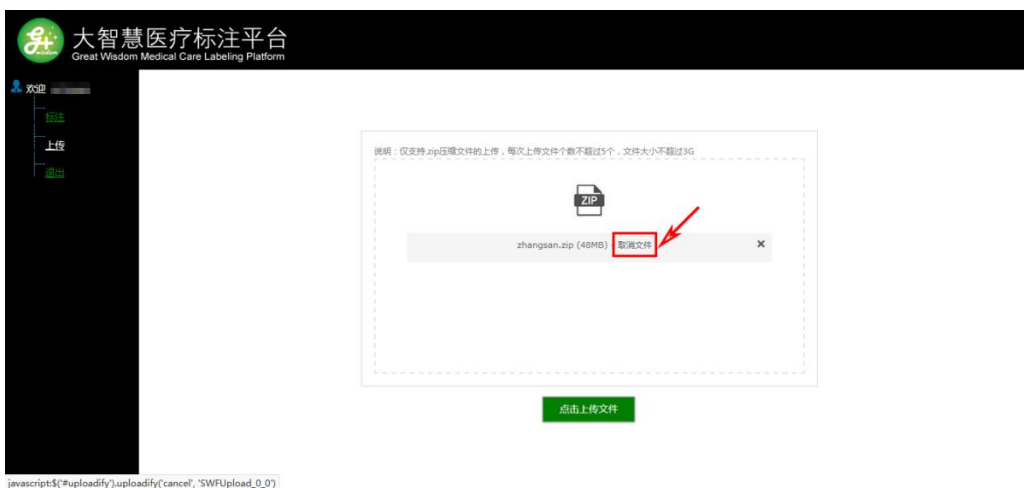 大智慧医疗标注平台
Great Wisdom Medical Care Labeling Platform
欢迎
标注
上传
退出
说明：仅支持.zip压缩文件的上传，每次上传文件个数不超过5个，文件大小不超过3G
ZIP
zhangsan.zip (48MB) 取消文件 ×
点击上传文件
javascript:$('#uploadify').uploadify('cancel', 'SWFUpload_0_0')